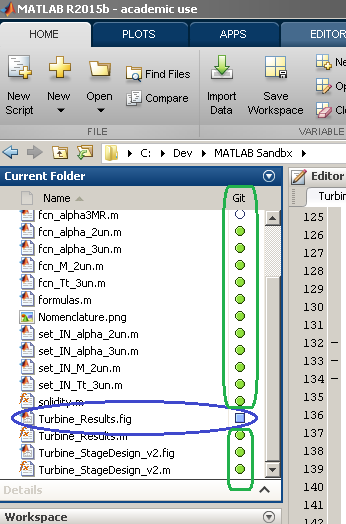 MATLAB R2015b - academic use
HOME PLOTS APPS EDITOR
New Script
New
Open
Find Files
Compare
Import Data
Save Workspace
FILE
VARIABLE
C: Dev MATLAB Sandbx
Current Folder
Editor
Name Git
Turbin
fcn_alpha3MR.m
fcn_alpha_2un.m
fcn_alpha_3un.m
fcn_M_2un.m
fcn_Tt_3un.m
formulas.m
Nomenclature.png
set_IN_alpha_2un.m
set_IN_alpha_3un.m
set_IN_M_2un.m
set_IN_Tt_3un.m
solidity.m
Turbine_Results.fig
Turbine_Results.m
Turbine_StageDesign_v2.fig
Turbine_StageDesign_v2.m
Details
Workspace
125
126
127
128
129
130
131
132
133
134
135
136
137
138
139
140
141
142